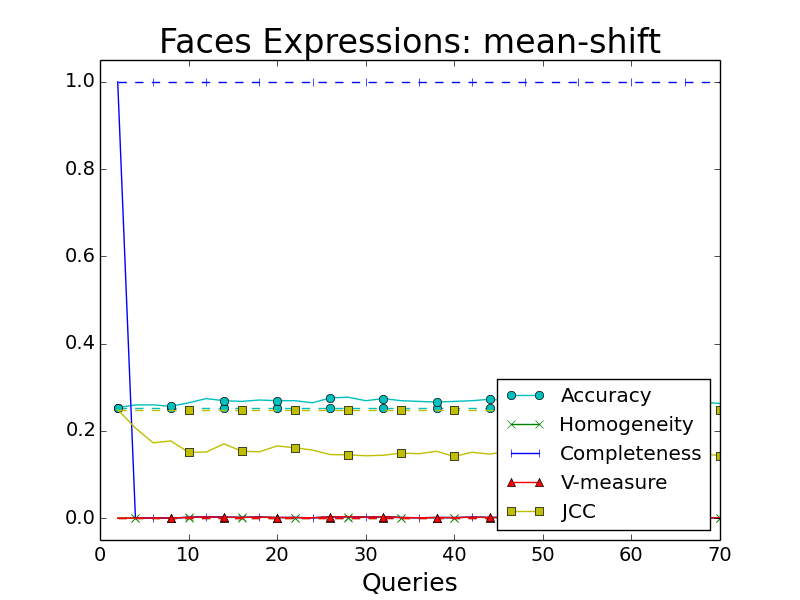 Faces Expressions: mean-shift
1.0
0.8
0.6
0.4
0.2
0.0
Accuracy
Homogeneity
Completeness
V-measure
JCC
0 10 20 30 40 50 60 70
Queries